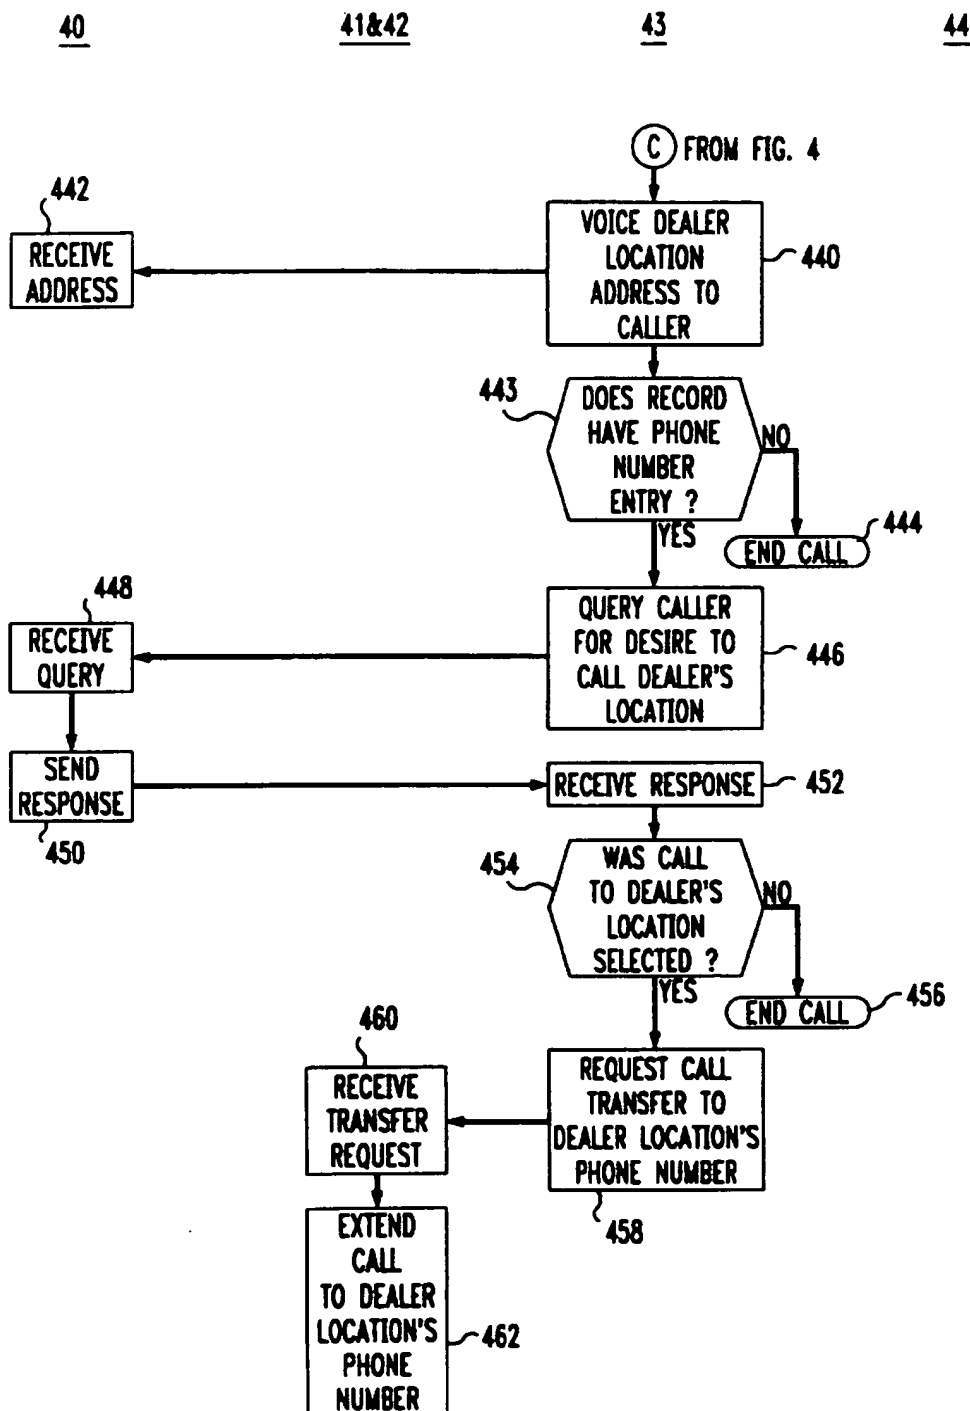 40
41&42
43
44
C FROM FIG. 4
442
RECEIVE
ADDRESS
VOICE DEALER
LOCATION
ADDRESS TO
CALLER
440
443
DOES RECORD
HAVE PHONE
NUMBER
ENTRY ?
NO
YES
444
END CALL
448
RECEIVE
QUERY
QUERY CALLER
FOR DESIRE TO
CALL DEALER'S
LOCATION
446
SEND
RESPONSE
450
RECEIVE RESPONSE
452
454
WAS CALL
TO DEALER'S
LOCATION
SELECTED ?
NO
YES
456
END CALL
460
RECEIVE
TRANSFER
REQUEST
REQUEST CALL
TRANSFER TO
DEALER LOCATION'S
PHONE NUMBER
458
EXTEND
CALL
TO DEALER
LOCATION'S
PHONE
NUMBER
462